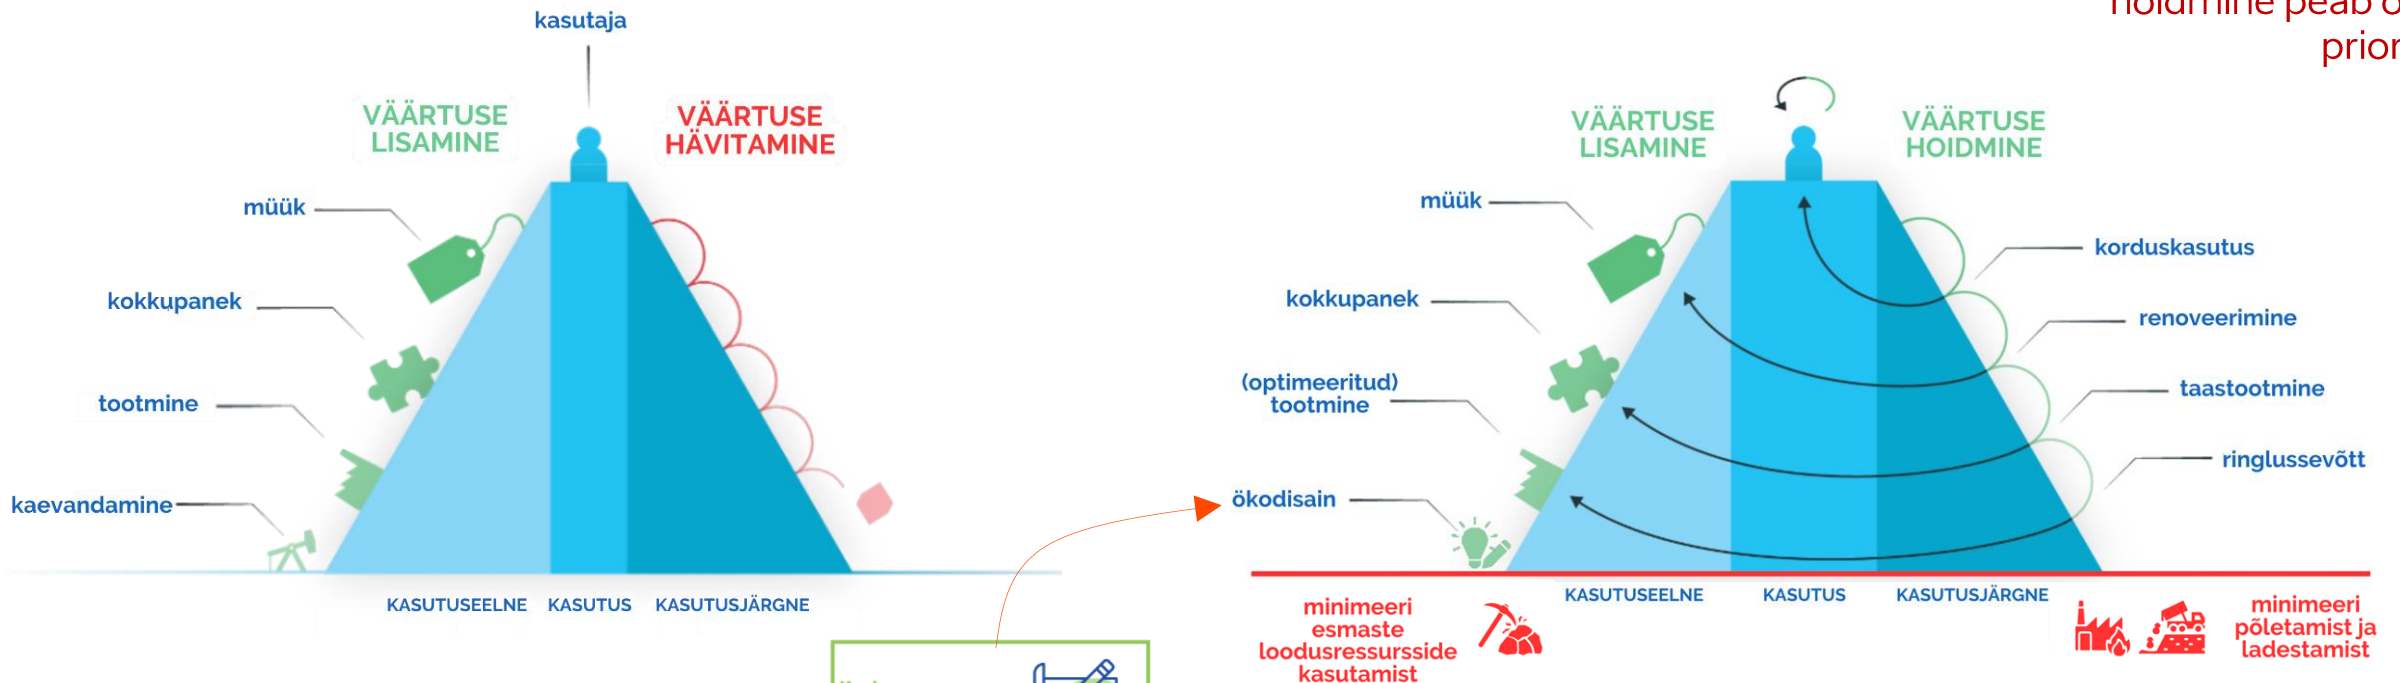 kasutaja
VÄÄRTUSE
LISAMINE
VÄÄRTUSE
HÄVITAMINE
müük
kokkupanek
tootmine
kaevandamine
KASUTUSEELNE KASUTUS KASUTUSJÄRGNE
peab
VÄÄRTUSE
LISAMINE
VÄÄRTUSE
HOIDMINE
müük
kokkupanek
(optimeeritud)
tootmine
ökodisain
korduskasutus
renoveerimine
taastootmine
ringlussevõtt
KASUTUSEELNE KASUTUS KASUTUSJÄRGNE
minimeeri
esmaste
loodusressursside
kasutamist
minimeeri
põletamist ja
ladestamist